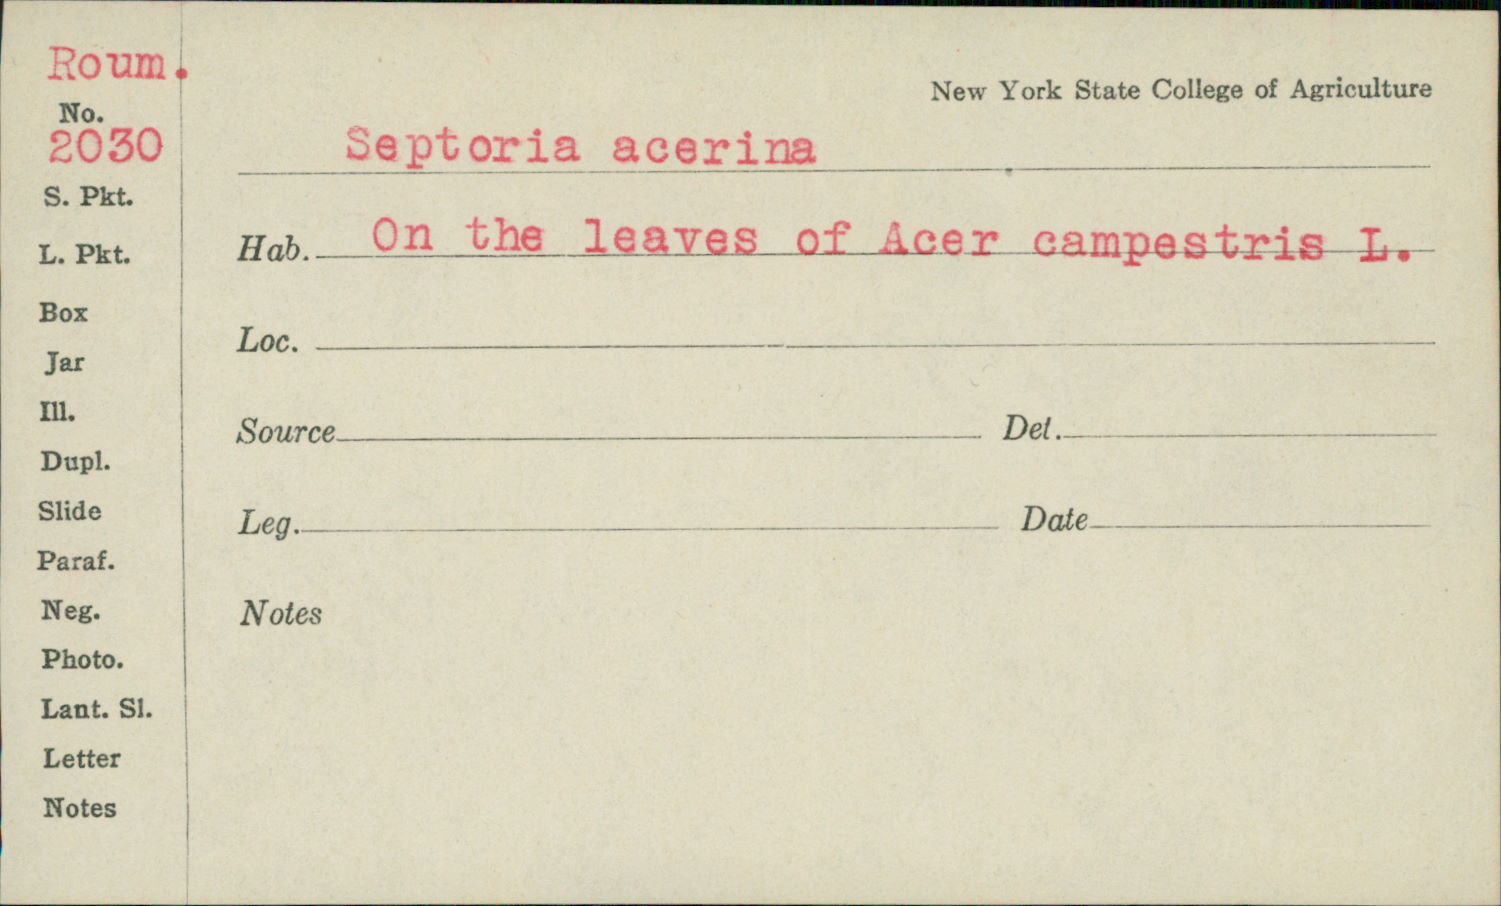 Roum.
No.
2030
S. Pkt.
L. Pkt.
Box
Jar
Ill.
Dupl.
Slide
Paraf.
Neg.
Photo.
Lant. Sl.
Letter
Notes
New York State College of Agriculture
Septoria acerina
Hab. On the leaves of Acer campestris L.
Loc.
Source Det.
Leg. Date
Notes